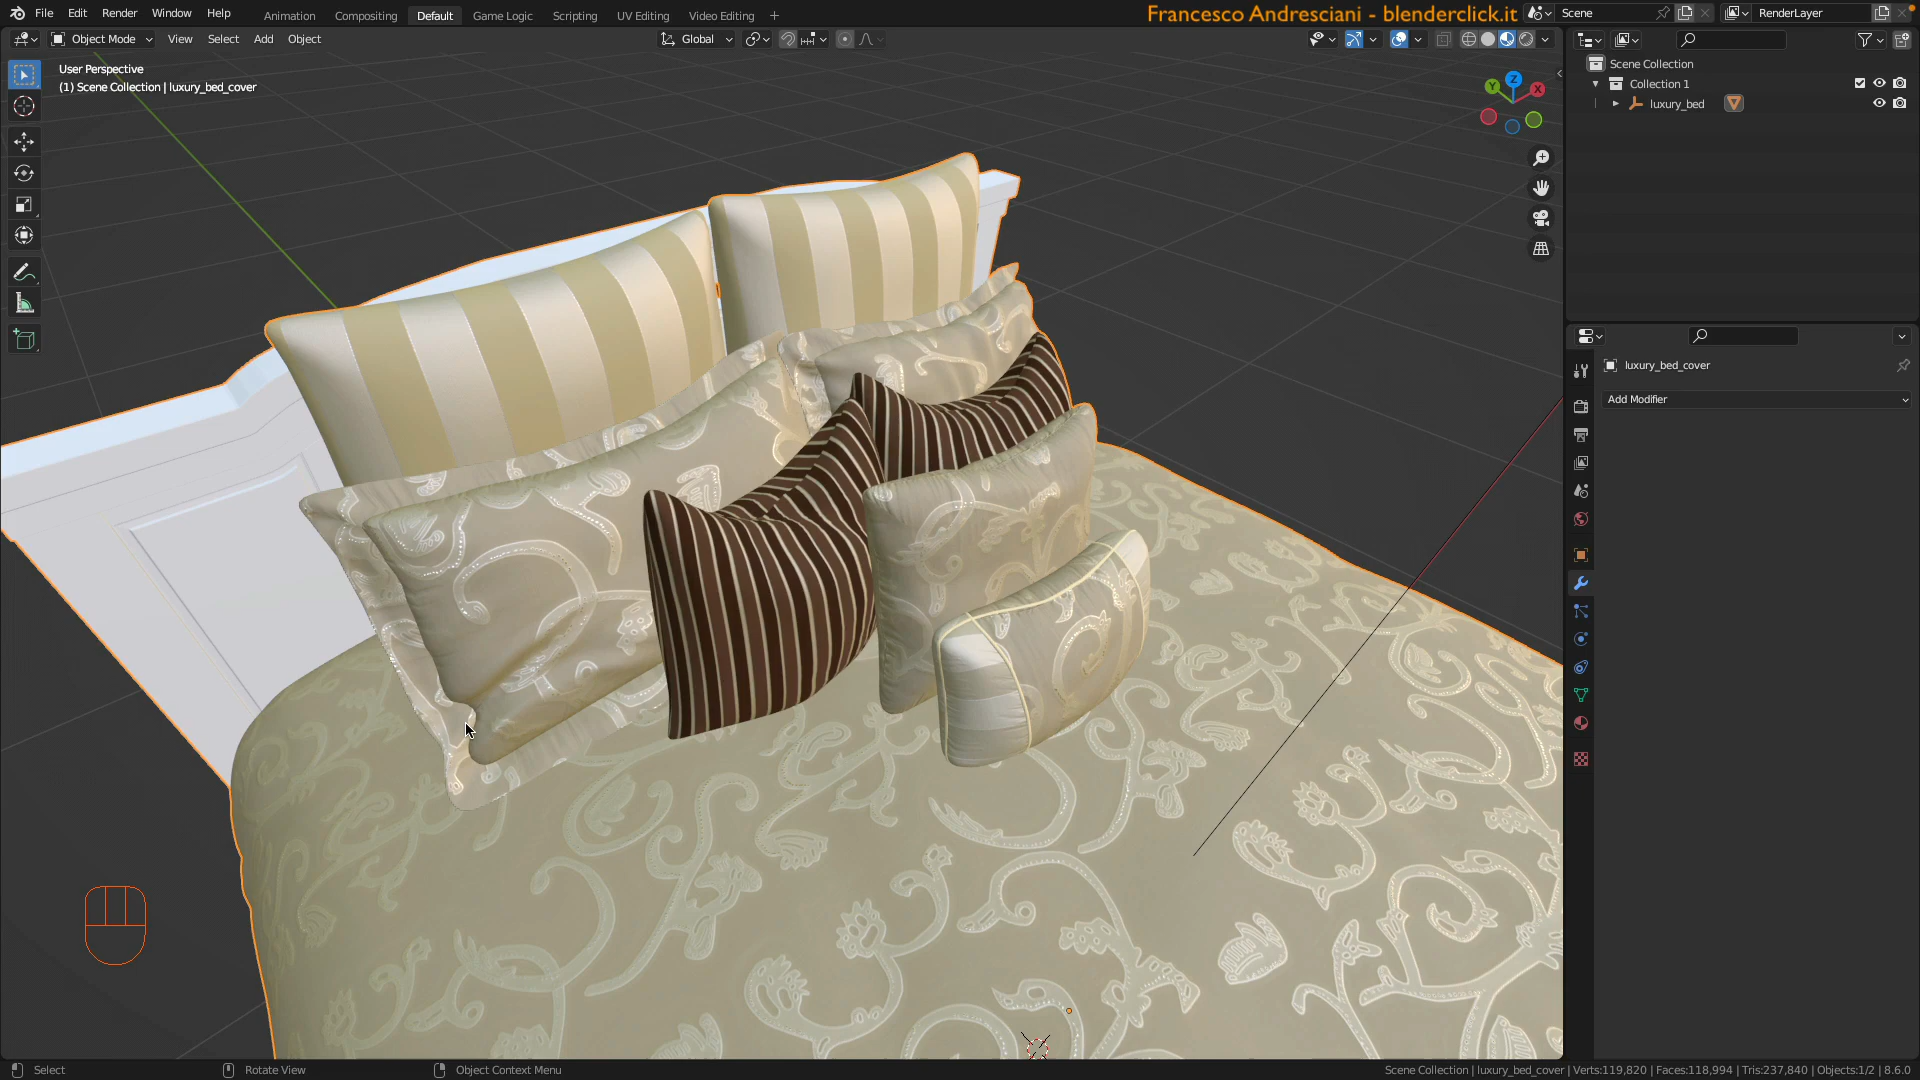 File Edit Render Window Help
Animation Compositing Default Game Logic Scripting UV Editing Video Editing +
Francesco Andresciani - blenderclick.it
Scene
RenderLayer
Object Mode View Select Add Object
Global
User Perspective
(1) Scene Collection | luxury_bed_cover
Z
Y
X
Scene Collection
Collection 1
luxury_bed
luxury_bed_cover
Add Modifier
Select
Rotate View
Object Context Menu
Scene Collection | luxury_bed_cover | Verts:119,820 | Faces:118,994 | Tris:237,840 | Objects:1/2 | 8.6.0